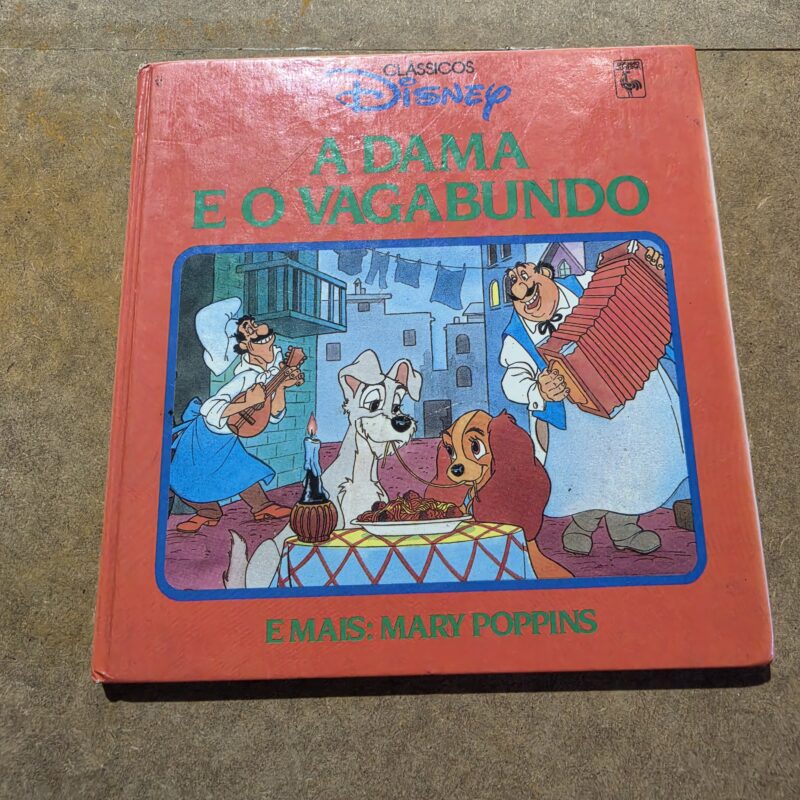 CLÁSSICOS
DISNEY
A DAMA
E O VAGABUNDO
E MAIS: MARY POPPINS